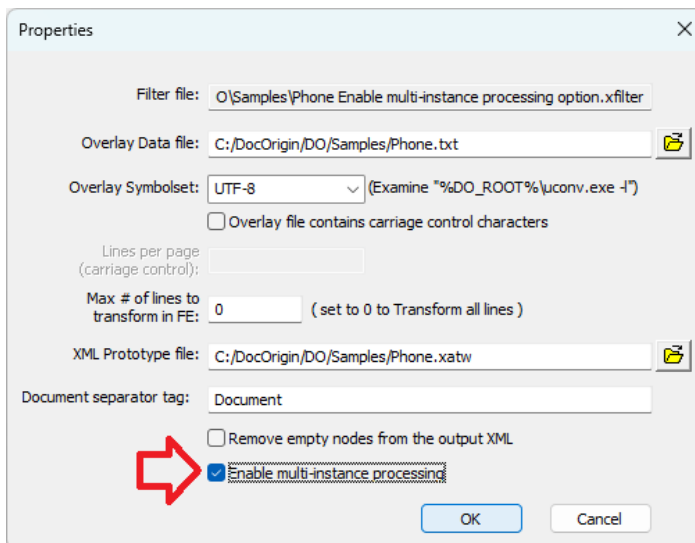 Properties
Filter file: O\Samples\Phone Enable multi-instance processing option.xfilter
Overlay Data file: C:/DocOrigin/DO/Samples/Phone.txt
Overlay Symbolset: UTF-8 (Examine "%DO_ROOT%\uconv.exe -l")
Overlay file contains carriage control characters
Lines per page
(carriage control):
Max # of lines to
transform in FE: 0 ( set to 0 to Transform all lines )
XML Prototype file: C:/DocOrigin/DO/Samples/Phone.xatw
Document separator tag: Document
Remove empty nodes from the output XML
Enable multi-instance processing
OK Cancel